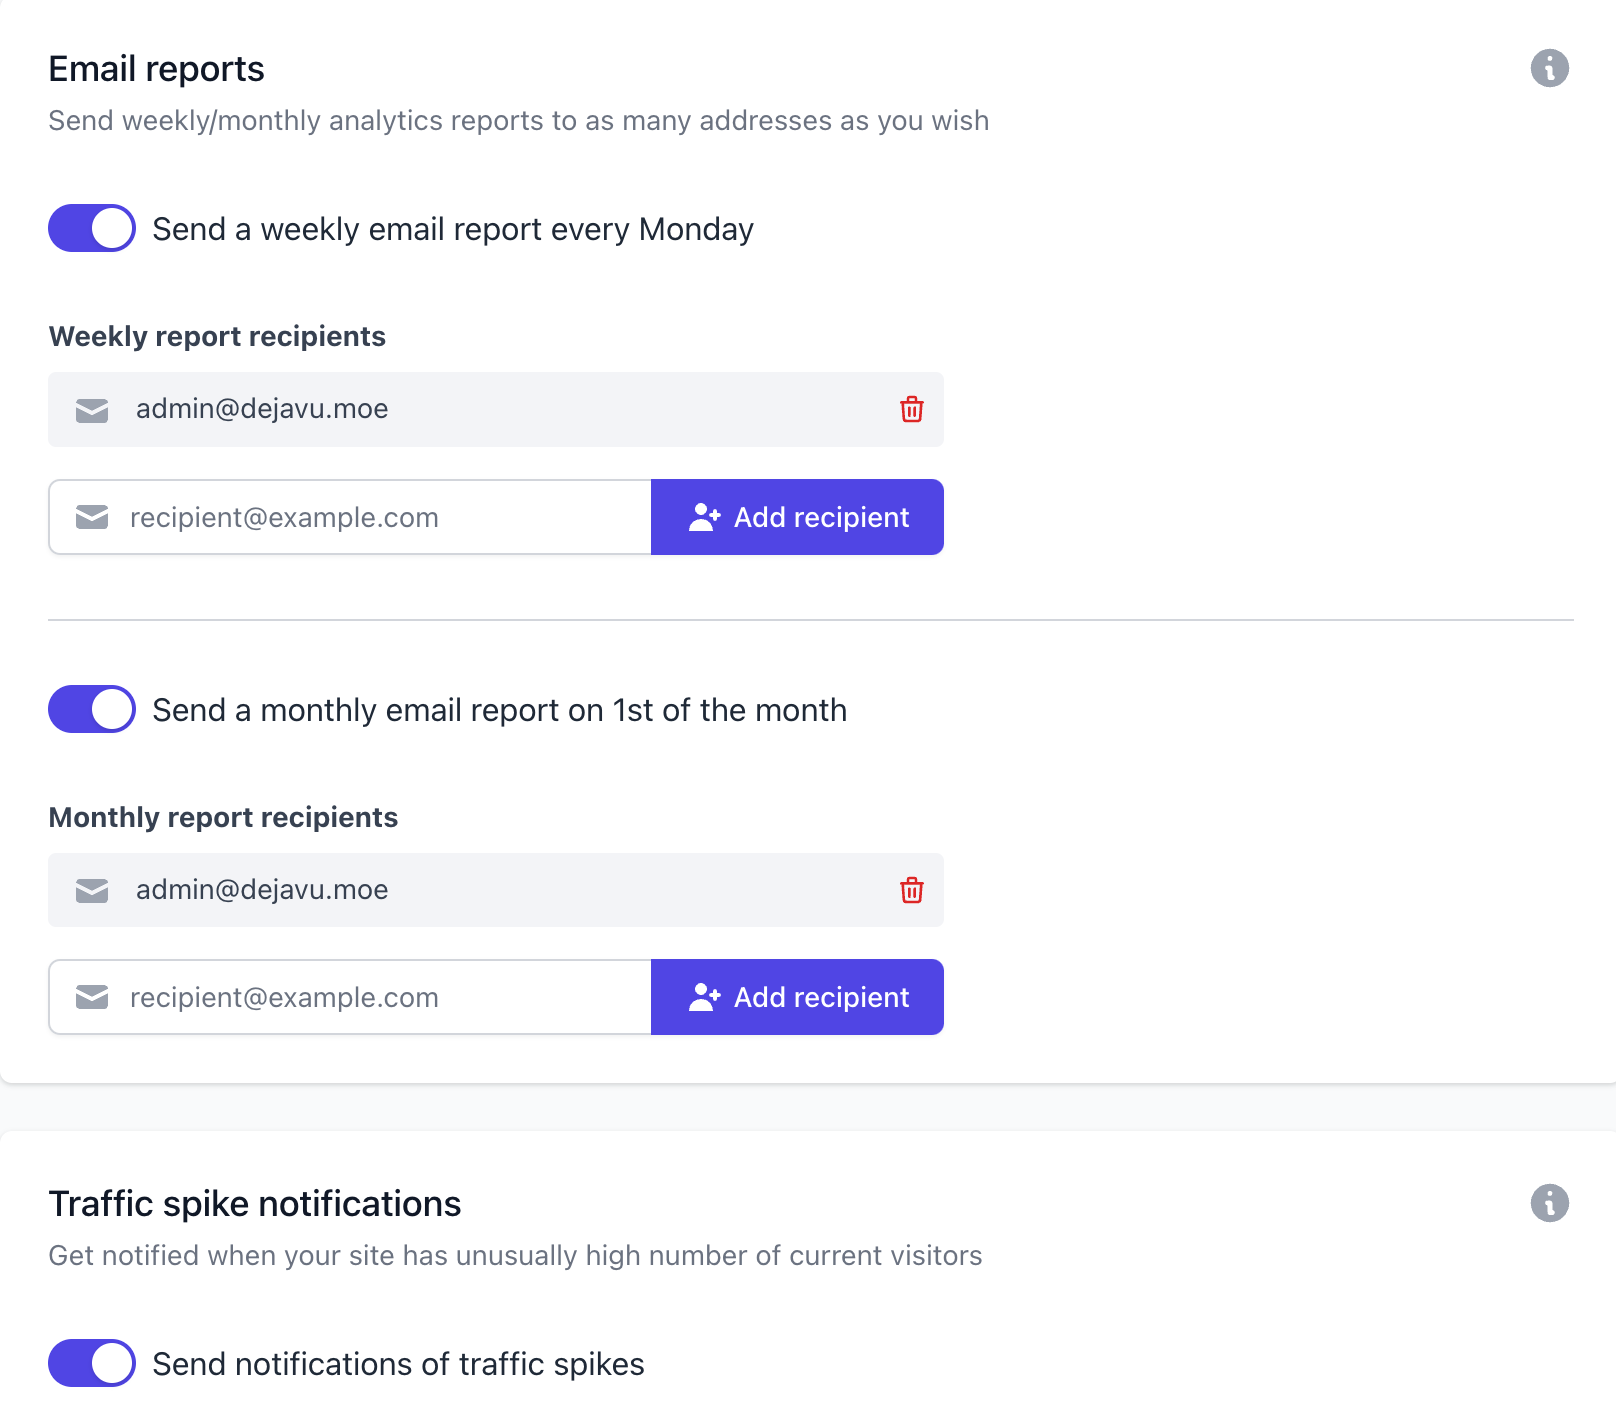 Email reports
Send weekly/monthly analytics reports to as many addresses as you wish
Send a weekly email report every Monday
Weekly report recipients
admin@dejavu.moe
recipient@example.com
Add recipient
Send a monthly email report on 1st of the month
Monthly report recipients
admin@dejavu.moe
recipient@example.com
Add recipient
Traffic spike notifications
Get notified when your site has unusually high number of current visitors
Send notifications of traffic spikes